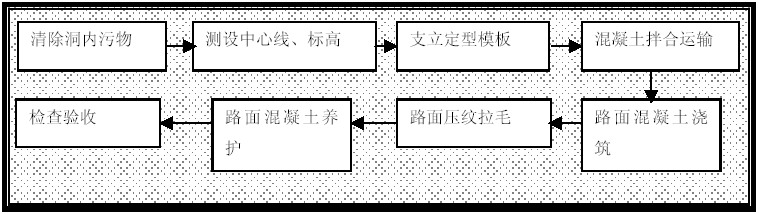 清除洞内污物
测设中心线、标高
支立定型模板
混凝土拌合运输
路面混凝土浇
筑
路面压纹拉毛
路面混凝土养
护
检查验收